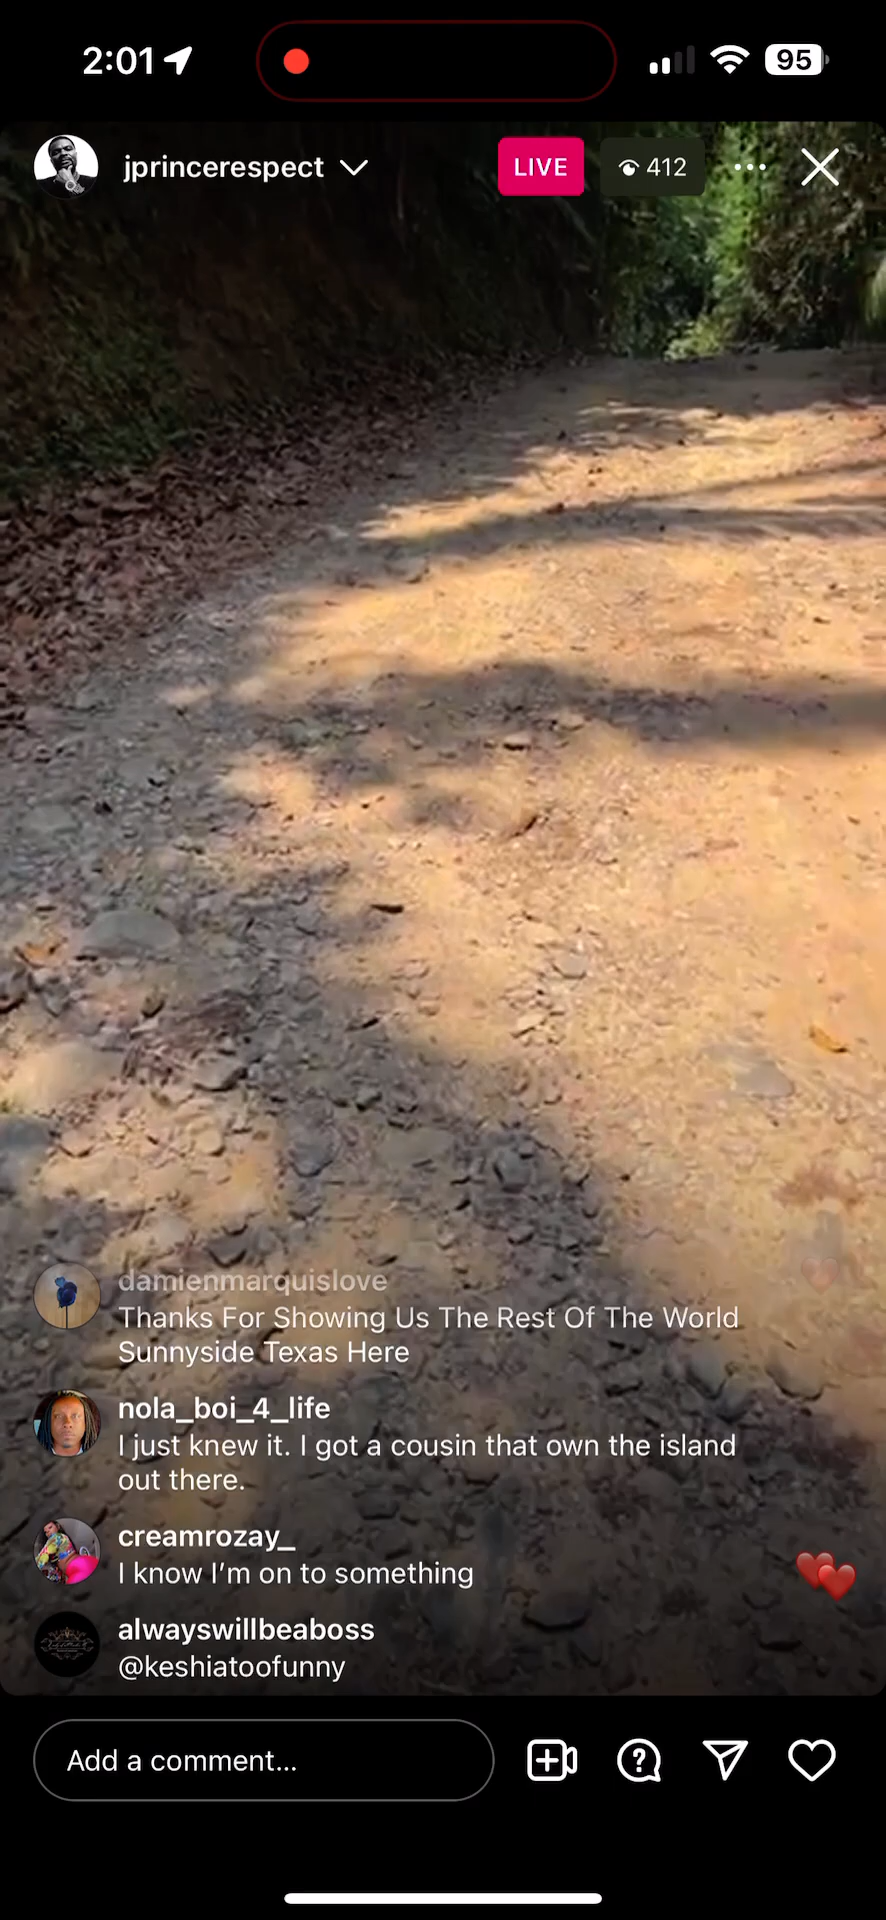 2:01
95
jprincerespect
LIVE
412
damienmarquislove
Thanks For Showing Us The Rest Of The World
Sunnyside Texas Here
nola_boi_4_life
I just knew it. I got a cousin that own the island
out there.
creamrozay_
I know I’m on to something
alwayswillbeaboss
@keshiatoofunny
Add a comment...